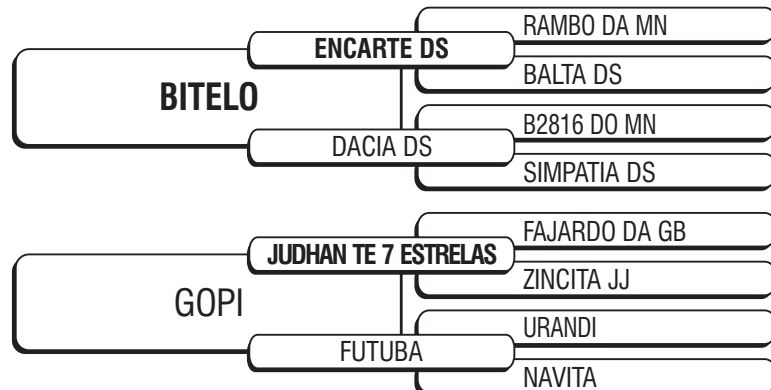 RAMBO DA MN
ENCARTE DS
BALTA DS
BITELO
B2816 DO MN
DACIA DS
SIMPATIA DS
FAJARDO DA GB
JUDHAN TE 7 ESTRELAS
ZINCITA JJ
GOPI
URANDI
FUTUBA
NAVITA